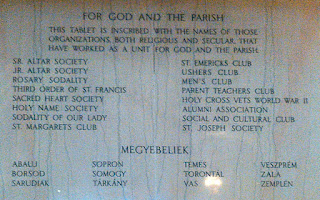 FOR GOD AND THE PARISH
THIS TABLET IS INSCRIBED WITH THE NAMES OF THOSE
ORGANIZATIONS, BOTH RELIGIOUS AND SECULAR, THAT
HAVE WORKED AS A UNIT FOR GOD AND THE PARISH.
SR. ALTAR SOCIETY
JR. ALTAR SOCIETY
ROSARY SODALITY
THIRD ORDER OF ST. FRANCIS
SACRED HEART SOCIETY
HOLY NAME SOCIETY
SODALITY OF OUR LADY
ST. MARGARETS CLUB
ST. EMERICKS CLUB
USHERS CLUB
MEN'S CLUB
PARENT TEACHERS CLUB
HOLY CROSS VETS WORLD WAR II
ALUMNI ASSOCIATION
SOCIAL AND CULTURAL CLUB
ST. JOSEPH SOCIETY
MEGYEBELIEK
ABAUJ SOPRON TEMES VESZPRÉM
BORSOD SOMOGY TORONTAL ZALA
SARUDIAK TÁRKÁNY VAS ZEMPLÉN